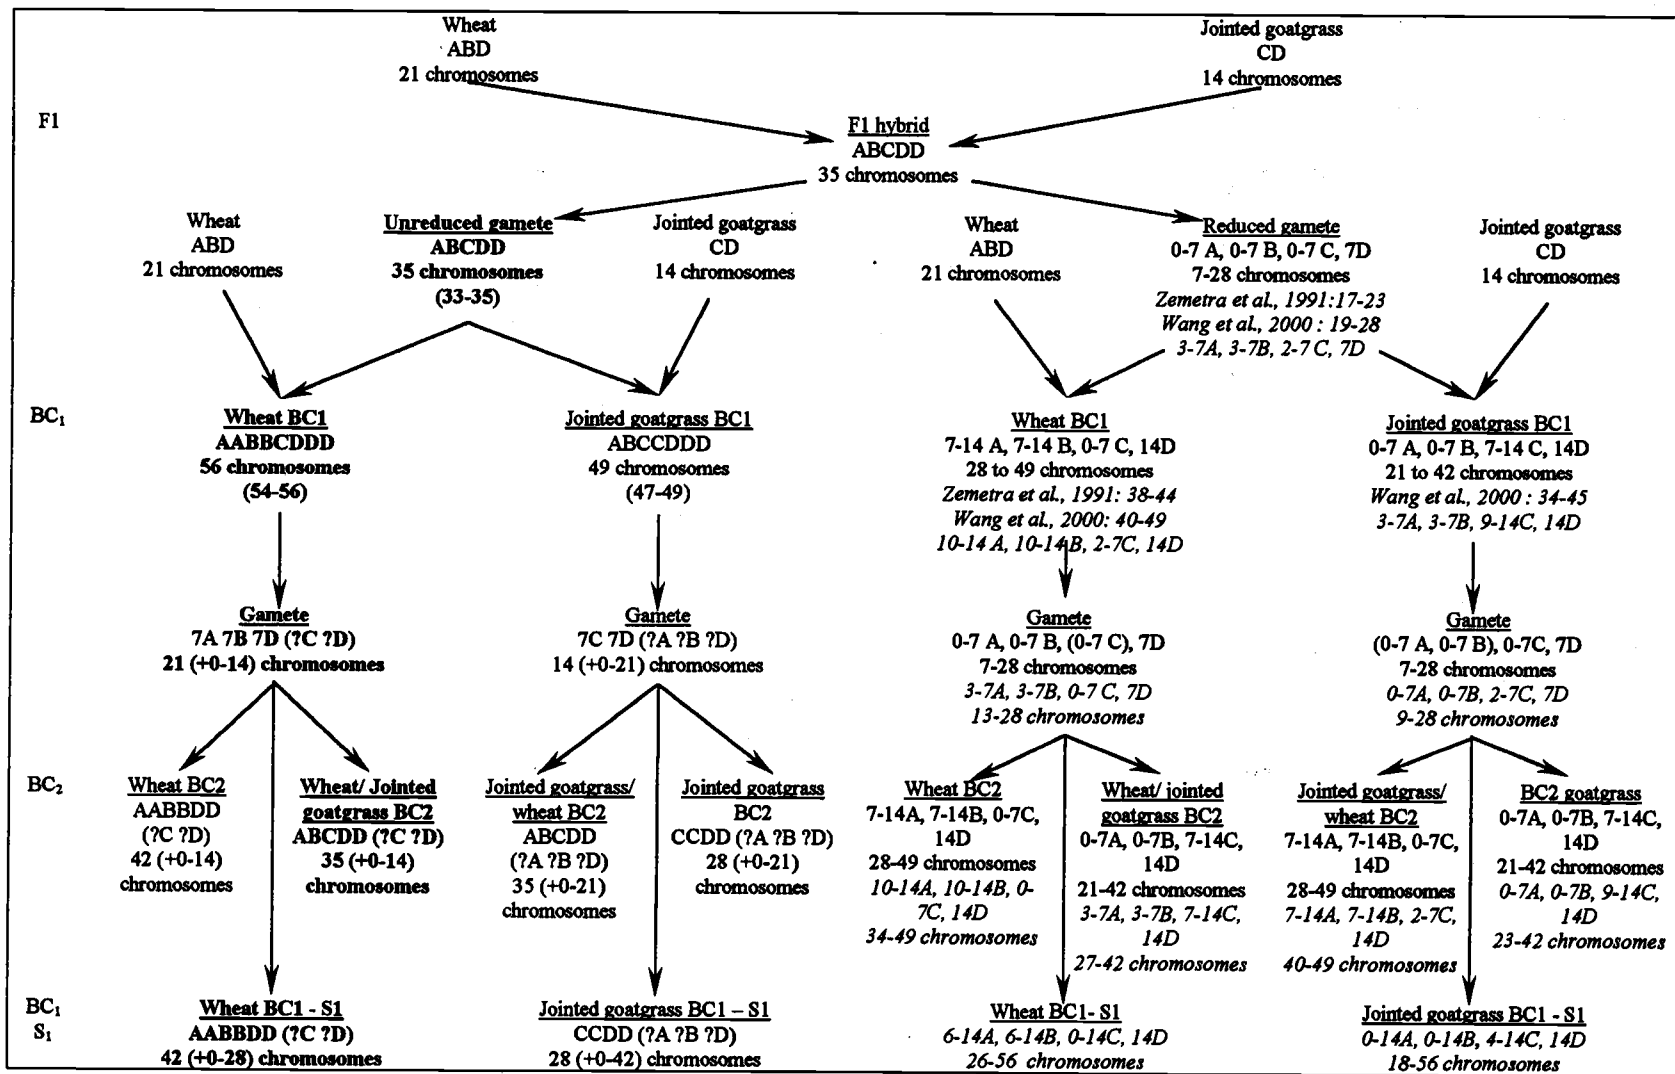 Wheat
ABD
21 chromosomes
Jointed goatgrass
CD
14 chromosomes
F1
F1 hybrid
ABCDD
35 chromosomes
Wheat
ABD
21 chromosomes
Unreduced gamete
ABCDD
35 chromosomes
(33-35)
Jointed goatgrass
CD
14 chromosomes
Wheat
ABD
21 chromosomes
Reduced gamete
0-7 A, 0-7 B, 0-7 C, 7D
7-28 chromosomes
Zemetra et al., 1991:17-23
Wang et al., 2000 : 19-28
3-7A, 3-7B, 2-7 C, 7D
Jointed goatgrass
CD
14 chromosomes
BC₁
Wheat BC1
AABBCDDD
56 chromosomes
(54-56)
Jointed goatgrass BC1
ABCCDDD
49 chromosomes
(47-49)
Wheat BC1
7-14 A, 7-14 B, 0-7 C, 14D
28 to 49 chromosomes
Zemetra et al., 1991: 38-44
Wang et al., 2000: 40-49
10-14 A, 10-14 B, 2-7C, 14D
Jointed goatgrass BC1
0-7 A, 0-7 B, 7-14 C, 14D
21 to 42 chromosomes
Wang et al., 2000 : 34-45
3-7A, 3-7B, 9-14C, 14D
Gamete
7A 7B 7D (?C ?D)
21 (+0-14) chromosomes
Gamete
7C 7D (?A ?B ?D)
14 (+0-21) chromosomes
Gamete
0-7 A, 0-7 B, (0-7 C), 7D
7-28 chromosomes
3-7A, 3-7B, 0-7 C, 7D
13-28 chromosomes
Gamete
(0-7 A, 0-7 B), 0-7C, 7D
7-28 chromosomes
0-7A, 0-7B, 2-7C, 7D
9-28 chromosomes
BC₂
Wheat BC2
AABBDD
(?C ?D)
42 (+0-14)
chromosomes
Wheat/ Jointed
goatgrass BC2
ABCDD (?C ?D)
35 (+0-14)
chromosomes
Jointed goatgrass/
wheat BC2
ABCDD
(?A ?B ?D)
35 (+0-21)
chromosomes
Jointed goatgrass
BC2
CCDD (?A ?B ?D)
28 (+0-21)
chromosomes
Wheat BC2
7-14A, 7-14B, 0-7C,
14D
28-49 chromosomes
10-14A, 10-14B, 0-
7C, 14D
34-49 chromosomes
Wheat/ jointed
goatgrass BC2
0-7A, 0-7B, 7-14C,
14D
21-42 chromosomes
3-7A, 3-7B, 7-14C,
14D
27-42 chromosomes
Jointed goatgrass/
wheat BC2
7-14A, 7-14B, 0-7C,
14D
28-49 chromosomes
7-14A, 7-14B, 2-7C,
14D
40-49 chromosomes
BC2 goatgrass
0-7A, 0-7B, 7-14C,
14D
21-42 chromosomes
0-7A, 0-7B, 9-14C,
14D
23-42 chromosomes
BC₁
S₁
Wheat BC1 - S1
AABBDD (?C ?D)
42 (+0-28) chromosomes
Jointed goatgrass BC1 – S1
CCDD (?A ?B ?D)
28 (+0-42) chromosomes
Wheat BC1- S1
6-14A, 6-14B, 0-14C, 14D
26-56 chromosomes
Jointed goatgrass BC1 - S1
0-14A, 0-14B, 4-14C, 14D
18-56 chromosomes